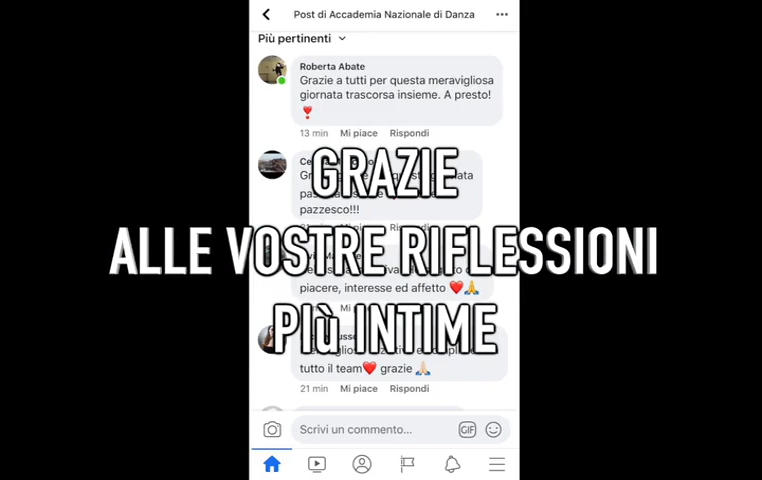 Post di Accademia Nazionale di Danza
Più pertinenti
Roberta Abate
Grazie a tutti per questa meravigliosa
giornata trascorsa insieme. A presto!
13 min Mi piace Rispondi
GRAZIE
pazzesco!!!
ALLE VOSTRE RIFLESSIONI
piacere, interesse ed affetto
PIù INTIME
tutto il team grazie
21 min Mi piace Rispondi
Scrivi un commento...
GIF